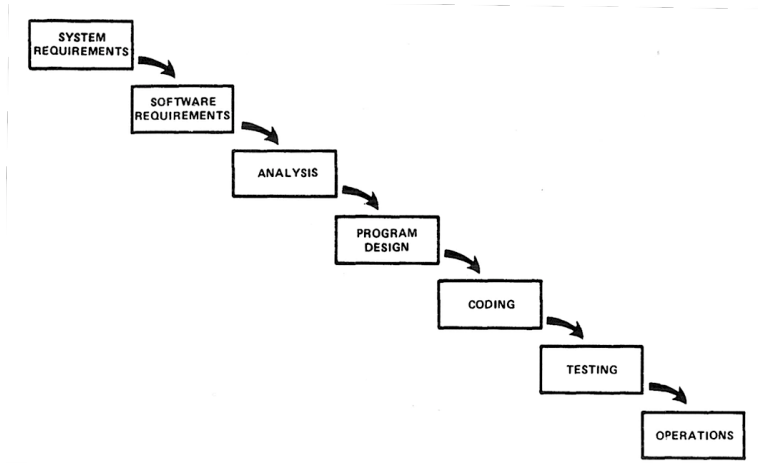 SYSTEM
REQUIREMENTS
SOFTWARE
REQUIREMENTS
ANALYSIS
PROGRAM
DESIGN
CODING
TESTING
OPERATIONS